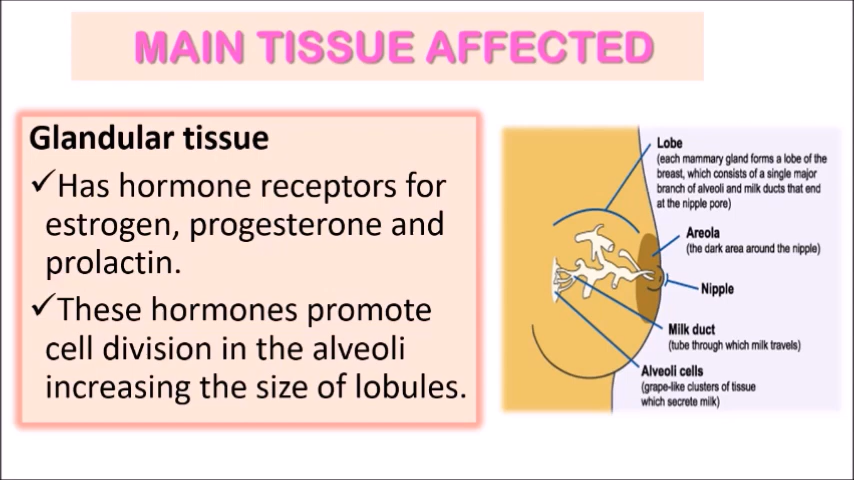 MAIN TISSUE AFFECTED
Glandular tissue
✓Has hormone receptors for
estrogen, progesterone and
prolactin.
✓These hormones promote
cell division in the alveoli
increasing the size of lobules.
Lobe
(each mammary gland forms a lobe of the
breast, which consists of a single major
branch of alveoli and milk ducts that end
at the nipple pore)
Areola
(the dark area around the nipple)
Nipple
Milk duct
(tube through which milk travels)
Alveoli cells
(grape-like clusters of tissue
which secrete milk)